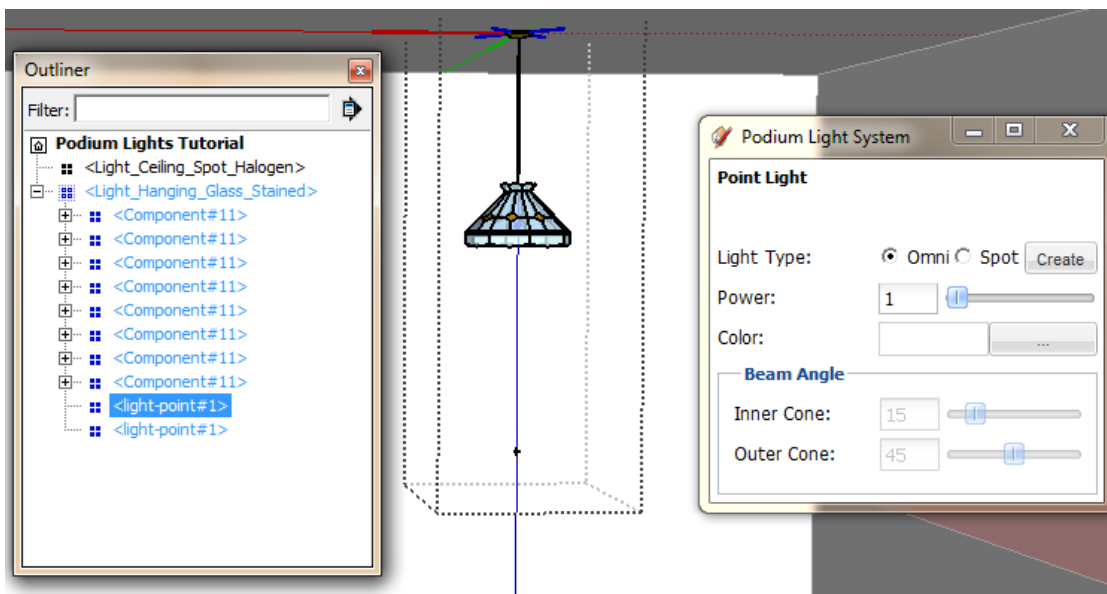 Outliner
Filter:
Podium Lights Tutorial
<Light_Ceiling_Spot_Halogen>
<Light_Hanging_Glass_Stained>
<Component#11>
<Component#11>
<Component#11>
<Component#11>
<Component#11>
<Component#11>
<Component#11>
<Component#11>
<light-point#1>
<light-point#1>
Podium Light System
Point Light
Light Type: Omni Spot Create
Power: 1
Color: ...
Beam Angle
Inner Cone: 15
Outer Cone: 45